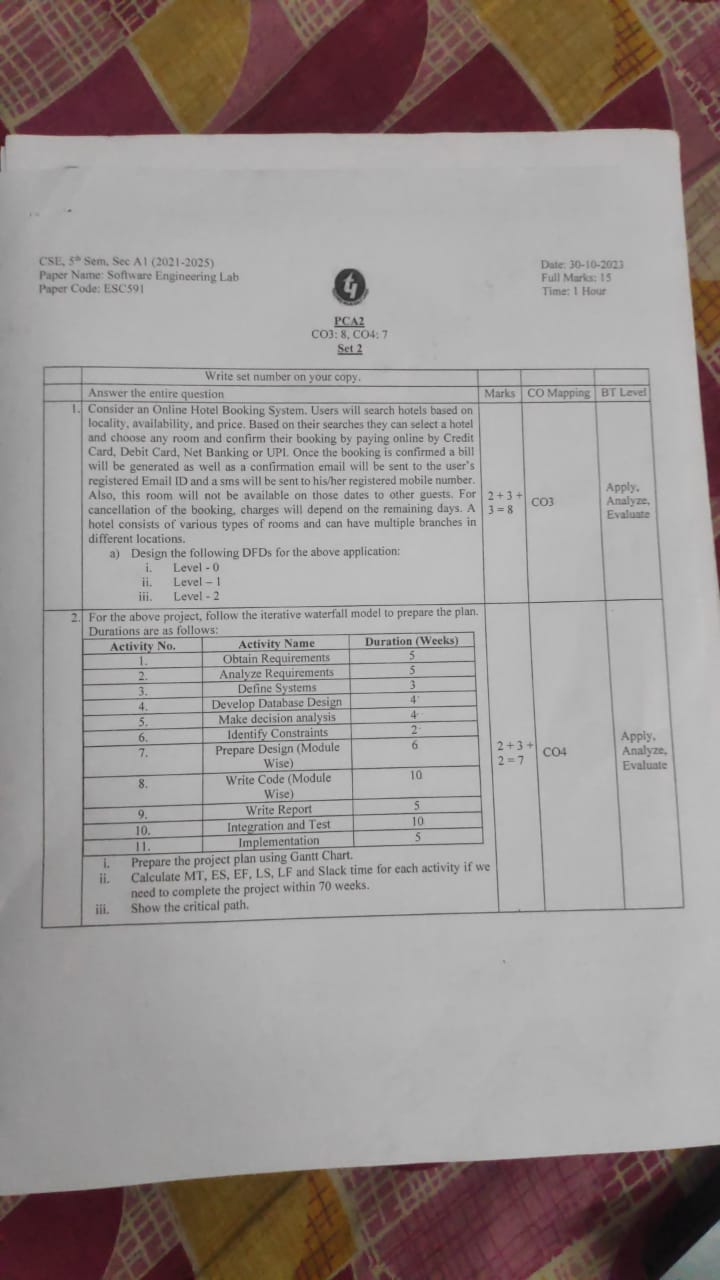 CSE, 5th Sem, Sec A1 (2021-2025)
Paper Name: Software Engineering Lab
Paper Code: ESC591
Date: 30-10-2023
Full Marks: 15
Time: 1 Hour
PCA2
CO3: 8, CO4: 7
Set 2
Write set number on your copy.
Answer the entire question Marks CO Mapping BT Level
1. Consider an Online Hotel Booking System. Users will search hotels based on
locality, availability, and price. Based on their searches they can select a hotel
and choose any room and confirm their booking by paying online by Credit
Card, Debit Card, Net Banking or UPI. Once the booking is confirmed a bill
will be generated as well as a confirmation email will be sent to the user's
registered Email ID and a sms will be sent to his/her registered mobile number.
Also, this room will not be available on those dates to other guests. For
cancellation of the booking, charges will depend on the remaining days. A
hotel consists of various types of rooms and can have multiple branches in
different locations.
a) Design the following DFDs for the above application:
i. Level - 0
ii. Level – 1
iii. Level - 2
2 + 3 +
3 = 8
CO3
Apply,
Analyze,
Evaluate
2. For the above project, follow the iterative waterfall model to prepare the plan.
Durations are as follows:
Activity No. Activity Name Duration (Weeks)
1. Obtain Requirements 5
2. Analyze Requirements 5
3. Define Systems 3
4. Develop Database Design 4
5. Make decision analysis 4
6. Identify Constraints 2
7. Prepare Design (Module 6
Wise)
8. Write Code (Module 10
Wise)
9. Write Report 5
10. Integration and Test 10
11. Implementation 5
i. Prepare the project plan using Gantt Chart.
ii. Calculate MT, ES, EF, LS, LF and Slack time for each activity if we
need to complete the project within 70 weeks.
iii. Show the critical path.
2 + 3 +
2 = 7
CO4
Apply,
Analyze,
Evaluate